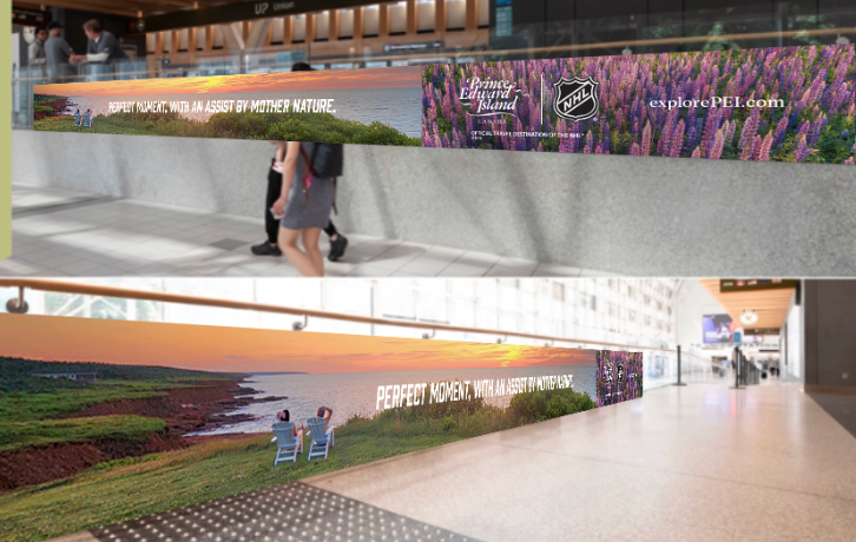 UP Union
PERFECT MOMENT, WITH AN ASSIST BY MOTHER NATURE.
Prince
Edward
Island
CANADA
NHL
OFFICIAL TRAVEL DESTINATION OF THE NHL™
explorePEI.com
PERFECT MOMENT, WITH AN ASSIST BY MOTHER NATURE.